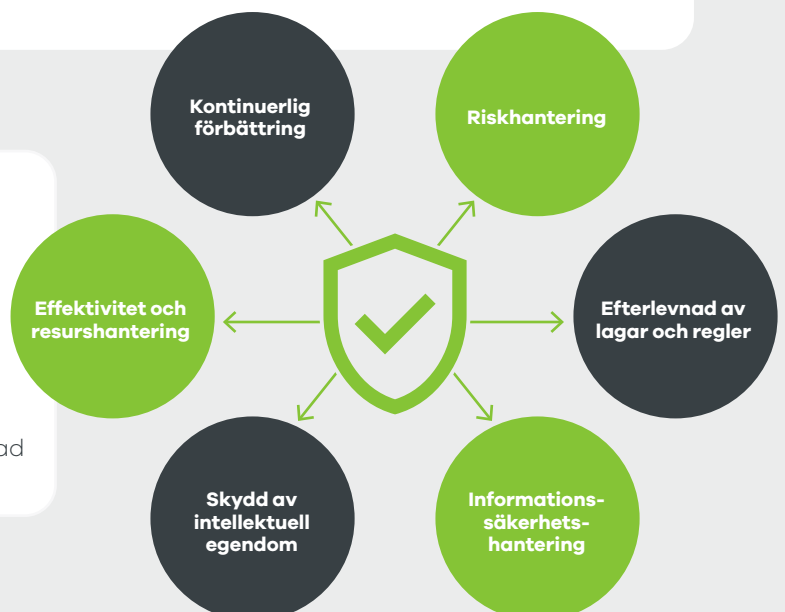 Kontinuerlig
förbättring
Riskhantering
Effektivitet och
resurshantering
Efterlevnad av
lagar och regler
ad
Skydd av
intellektuell
egendom
Informations-
säkerhets-
hantering